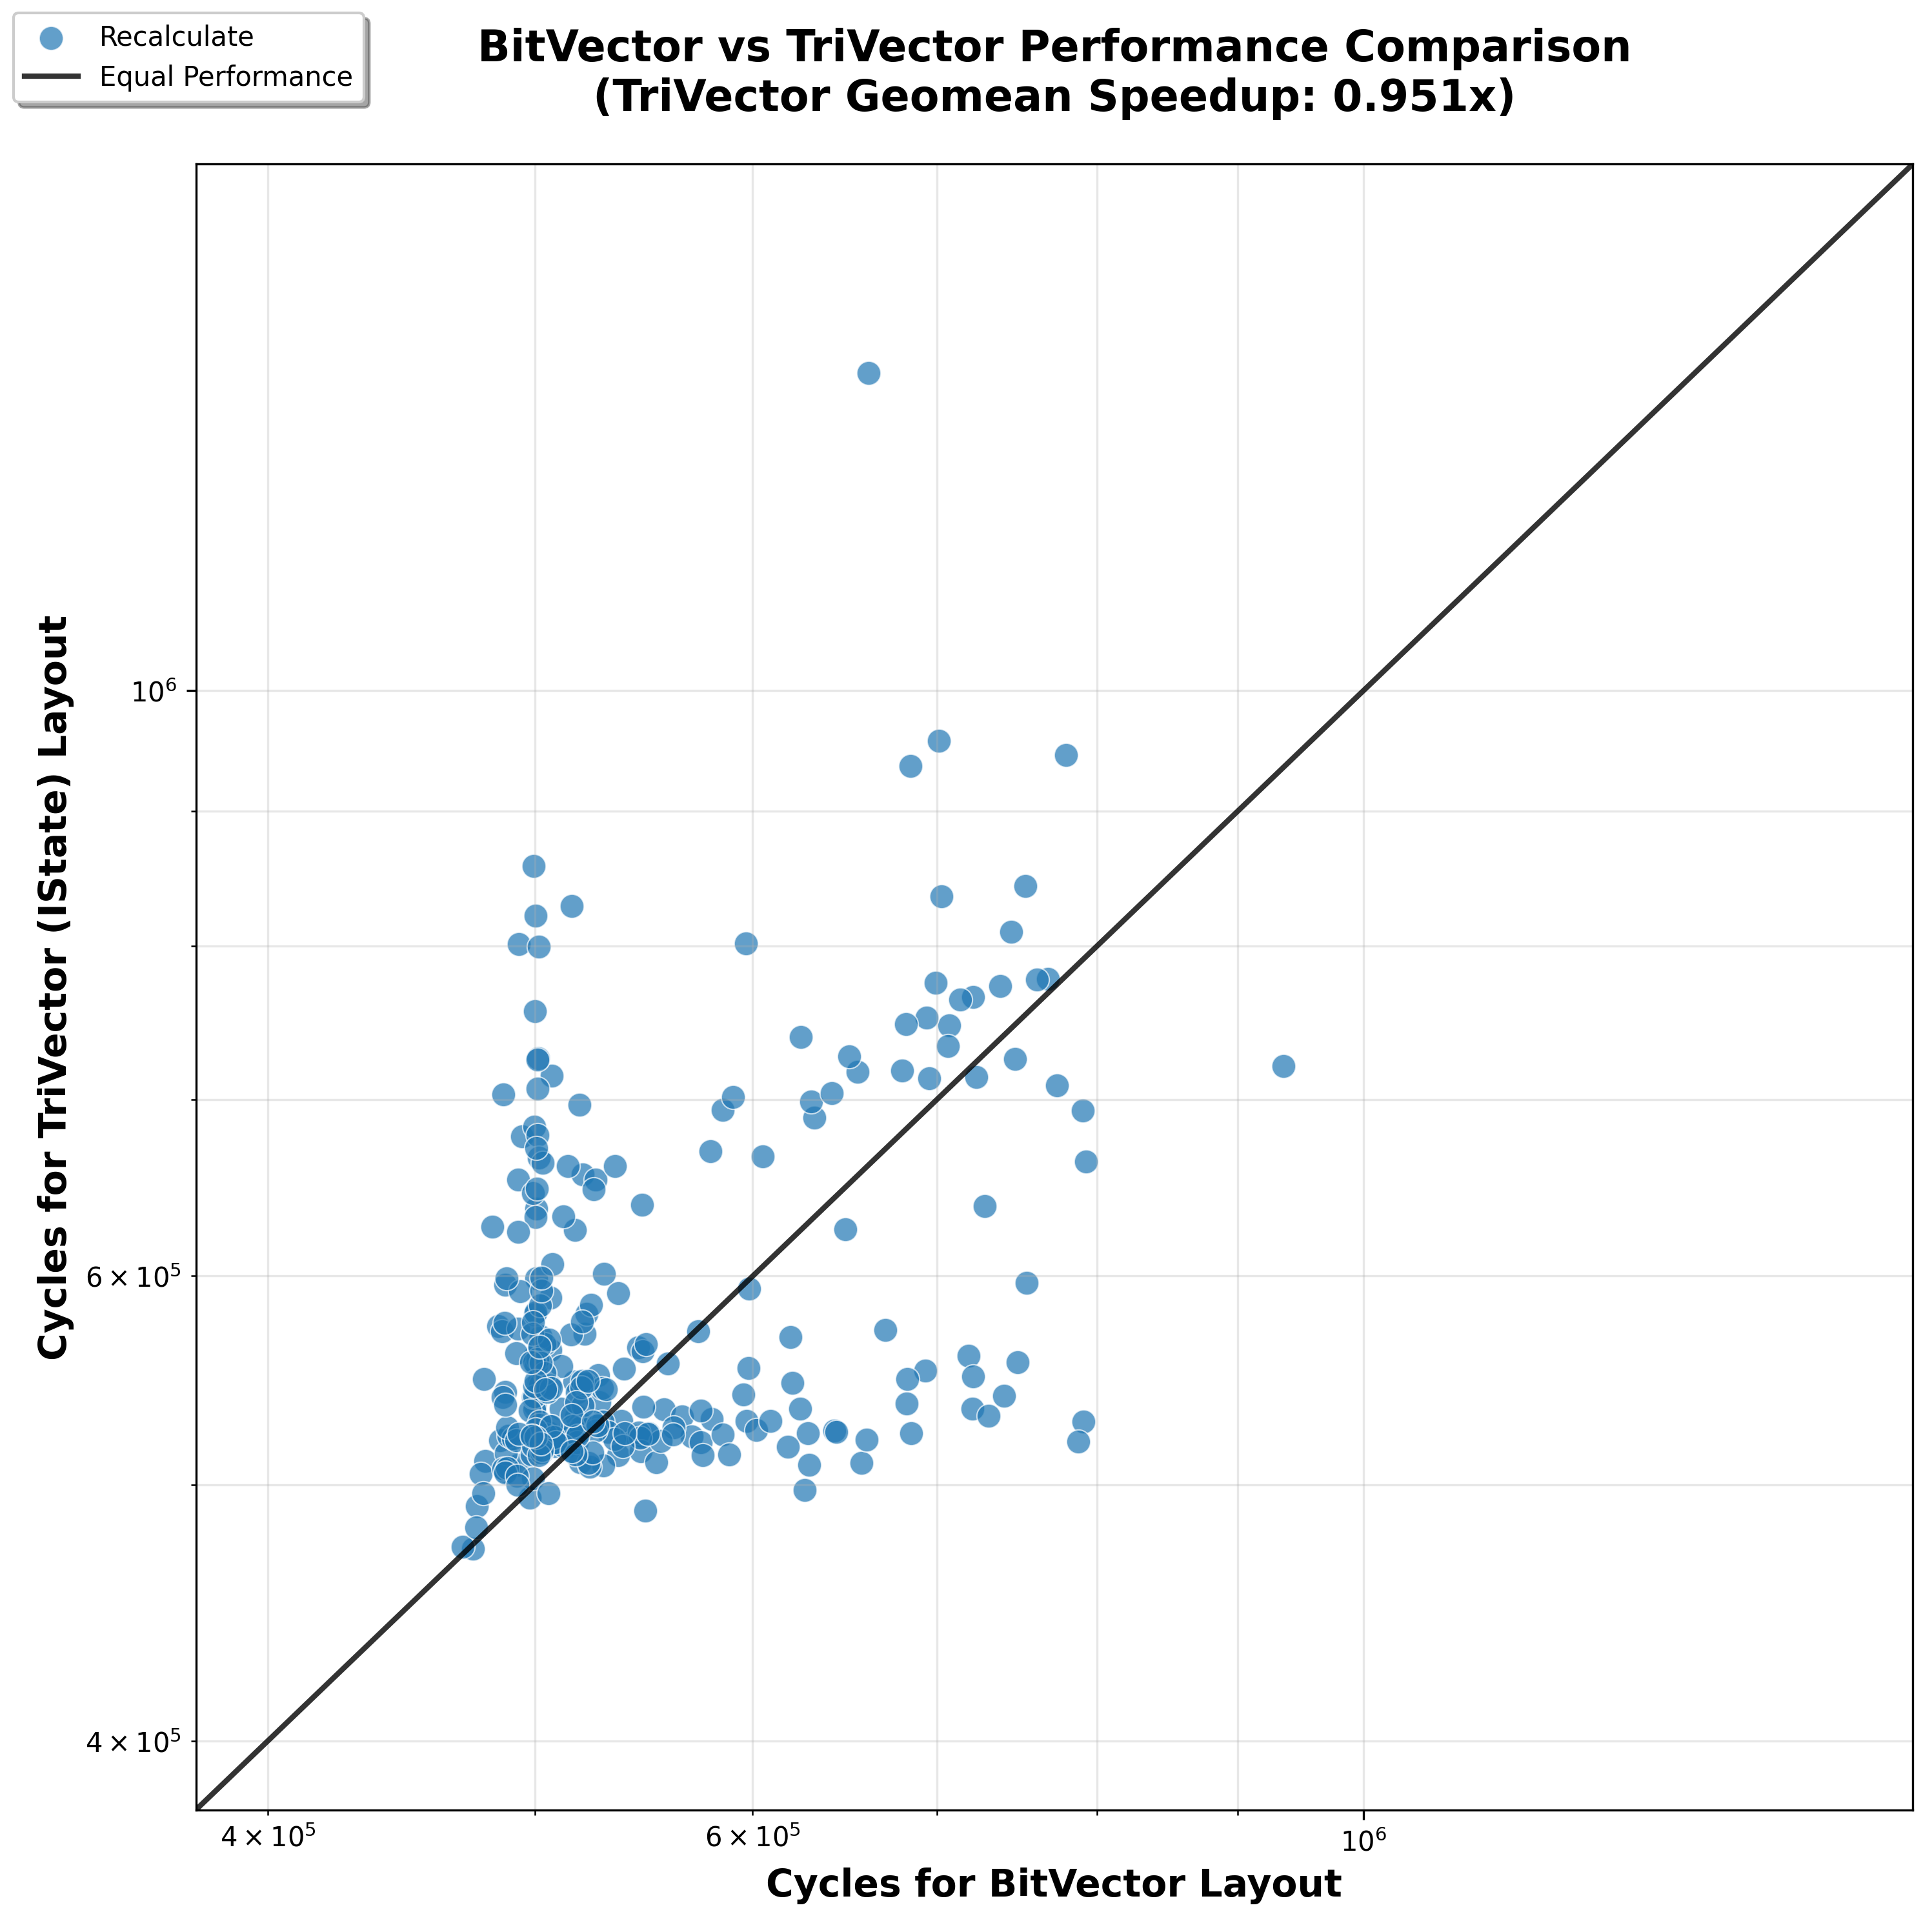 Recalculate
Equal Performance
BitVector vs TriVector Performance Comparison
(TriVector Geomean Speedup: 0.951x)
Cycles for TriVector (IState) Layout
10⁶
6 × 10⁵
4 × 10⁵
4 × 10⁵
6 × 10⁵
10⁶
Cycles for BitVector Layout